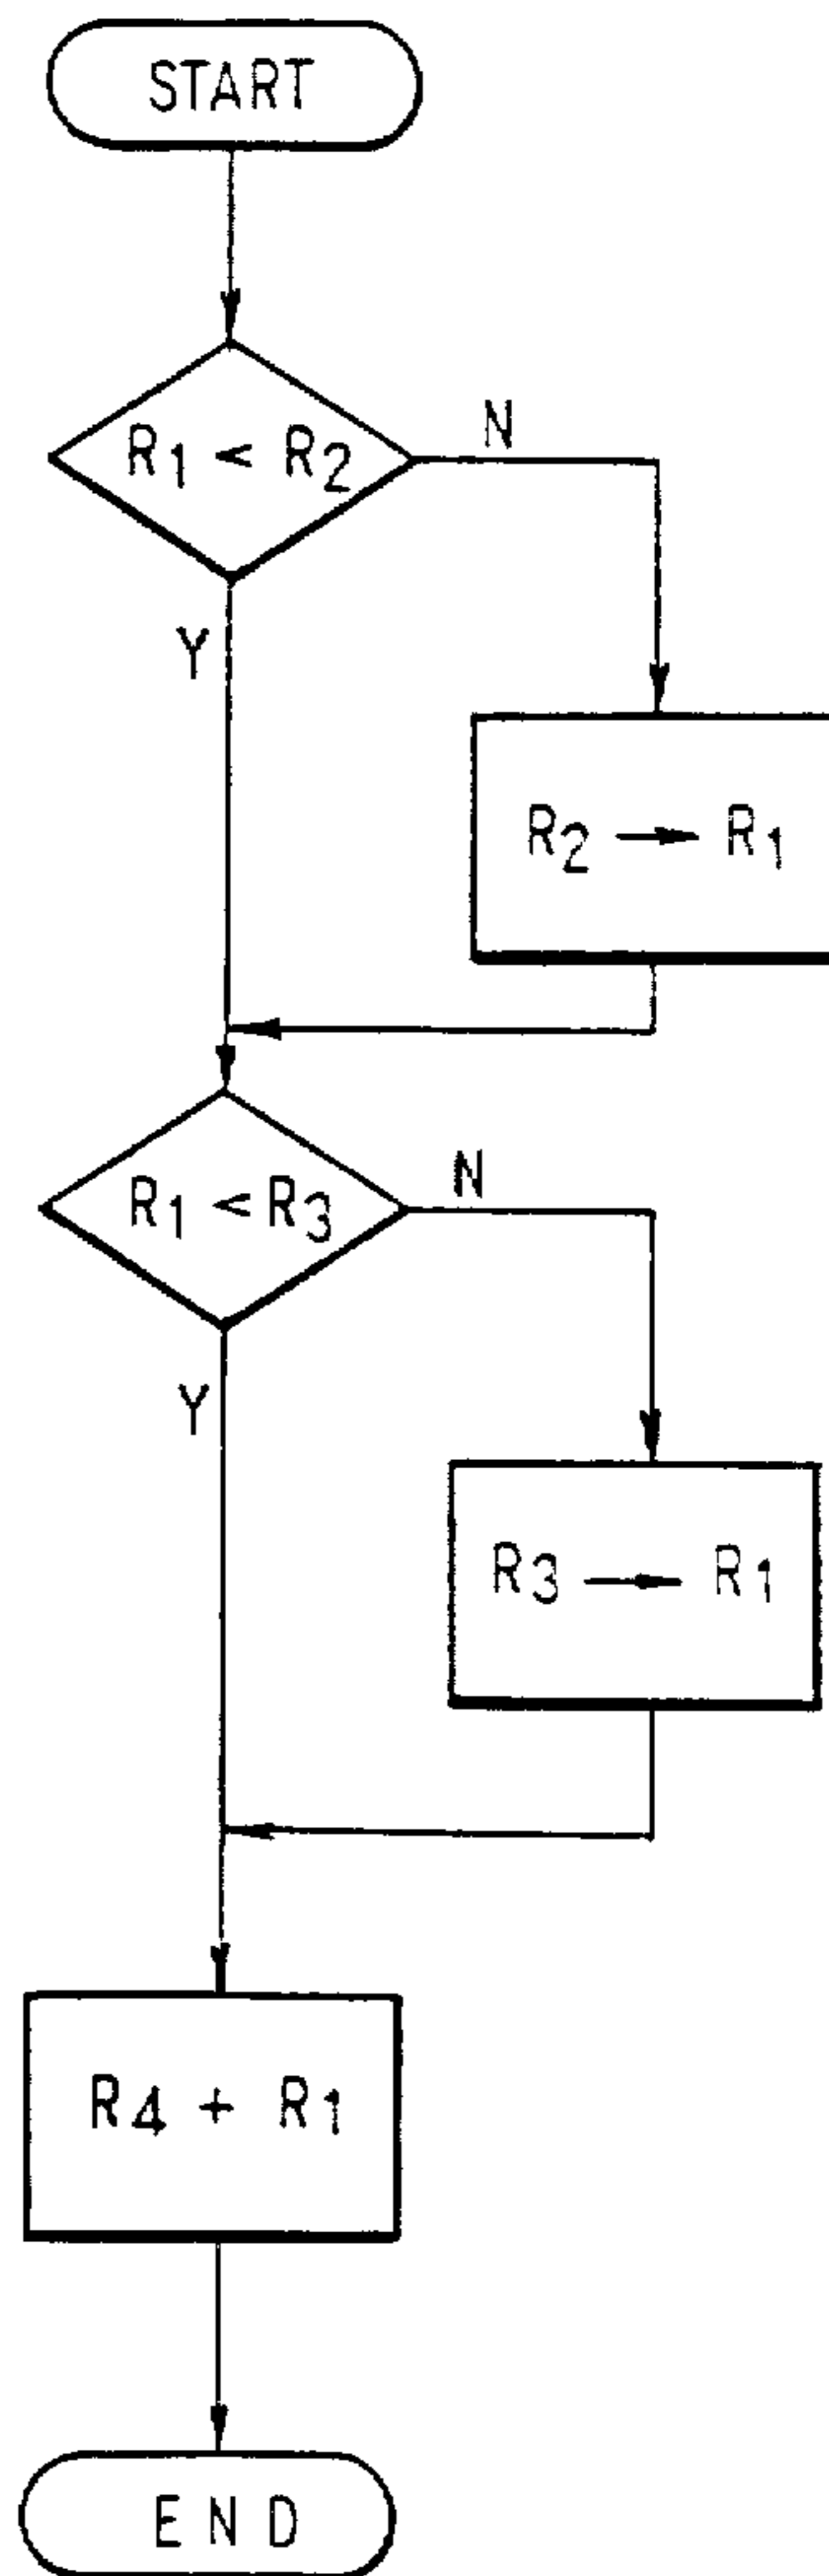 START
R1 < R2
N
Y
R2 → R1
R1 < R3
N
Y
R3 → R1
R4 + R1
END